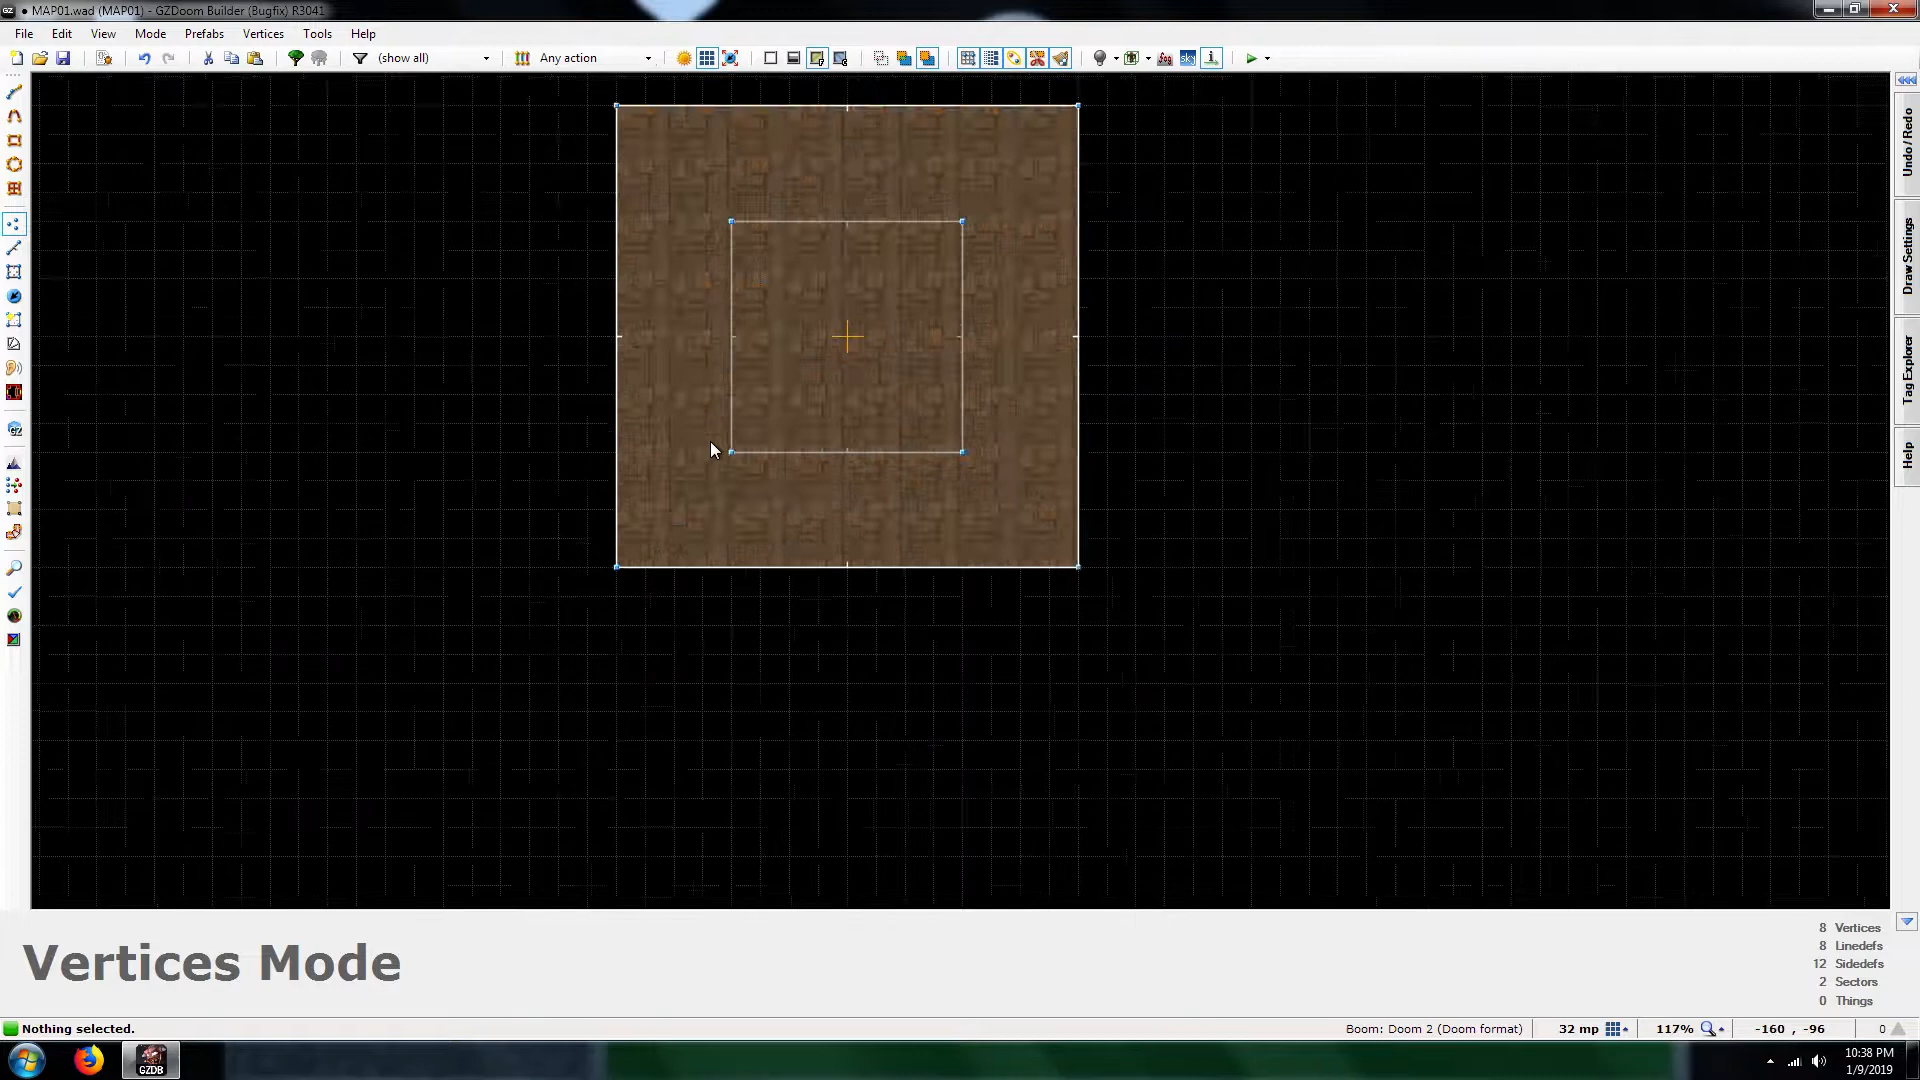 ● MAP01.wad (MAP01) - GZDoom Builder (Bugfix) R3041
File Edit View Mode Prefabs Vertices Tools Help
(show all) Any action
Undo / Redo
Draw Settings
Tag Explorer
Help
Vertices Mode
8 Vertices
8 Linedefs
12 Sidedefs
2 Sectors
0 Things
Nothing selected. Boom: Doom 2 (Doom format) 32 mp 117% -160 , -96 0
GZDB
10:38 PM
1/9/2019